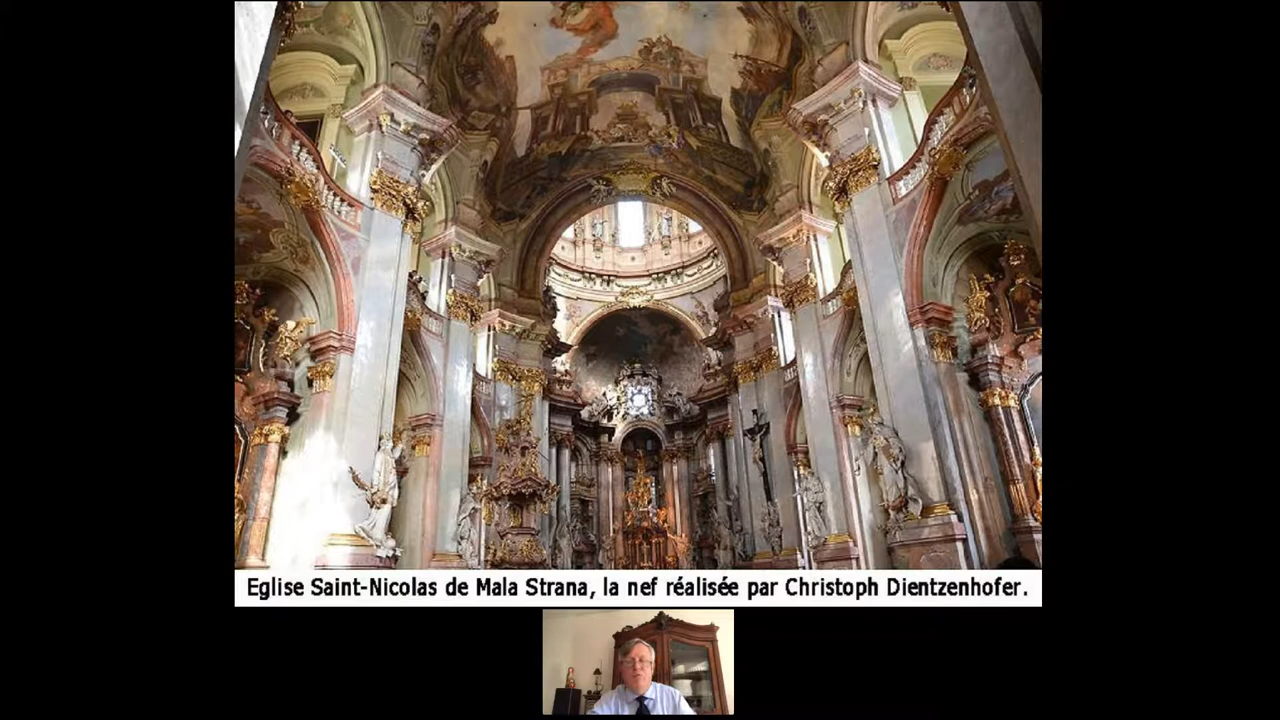 Eglise Saint-Nicolas de Mala Strana, la nef réalisée par Christoph Dientzenhofer.